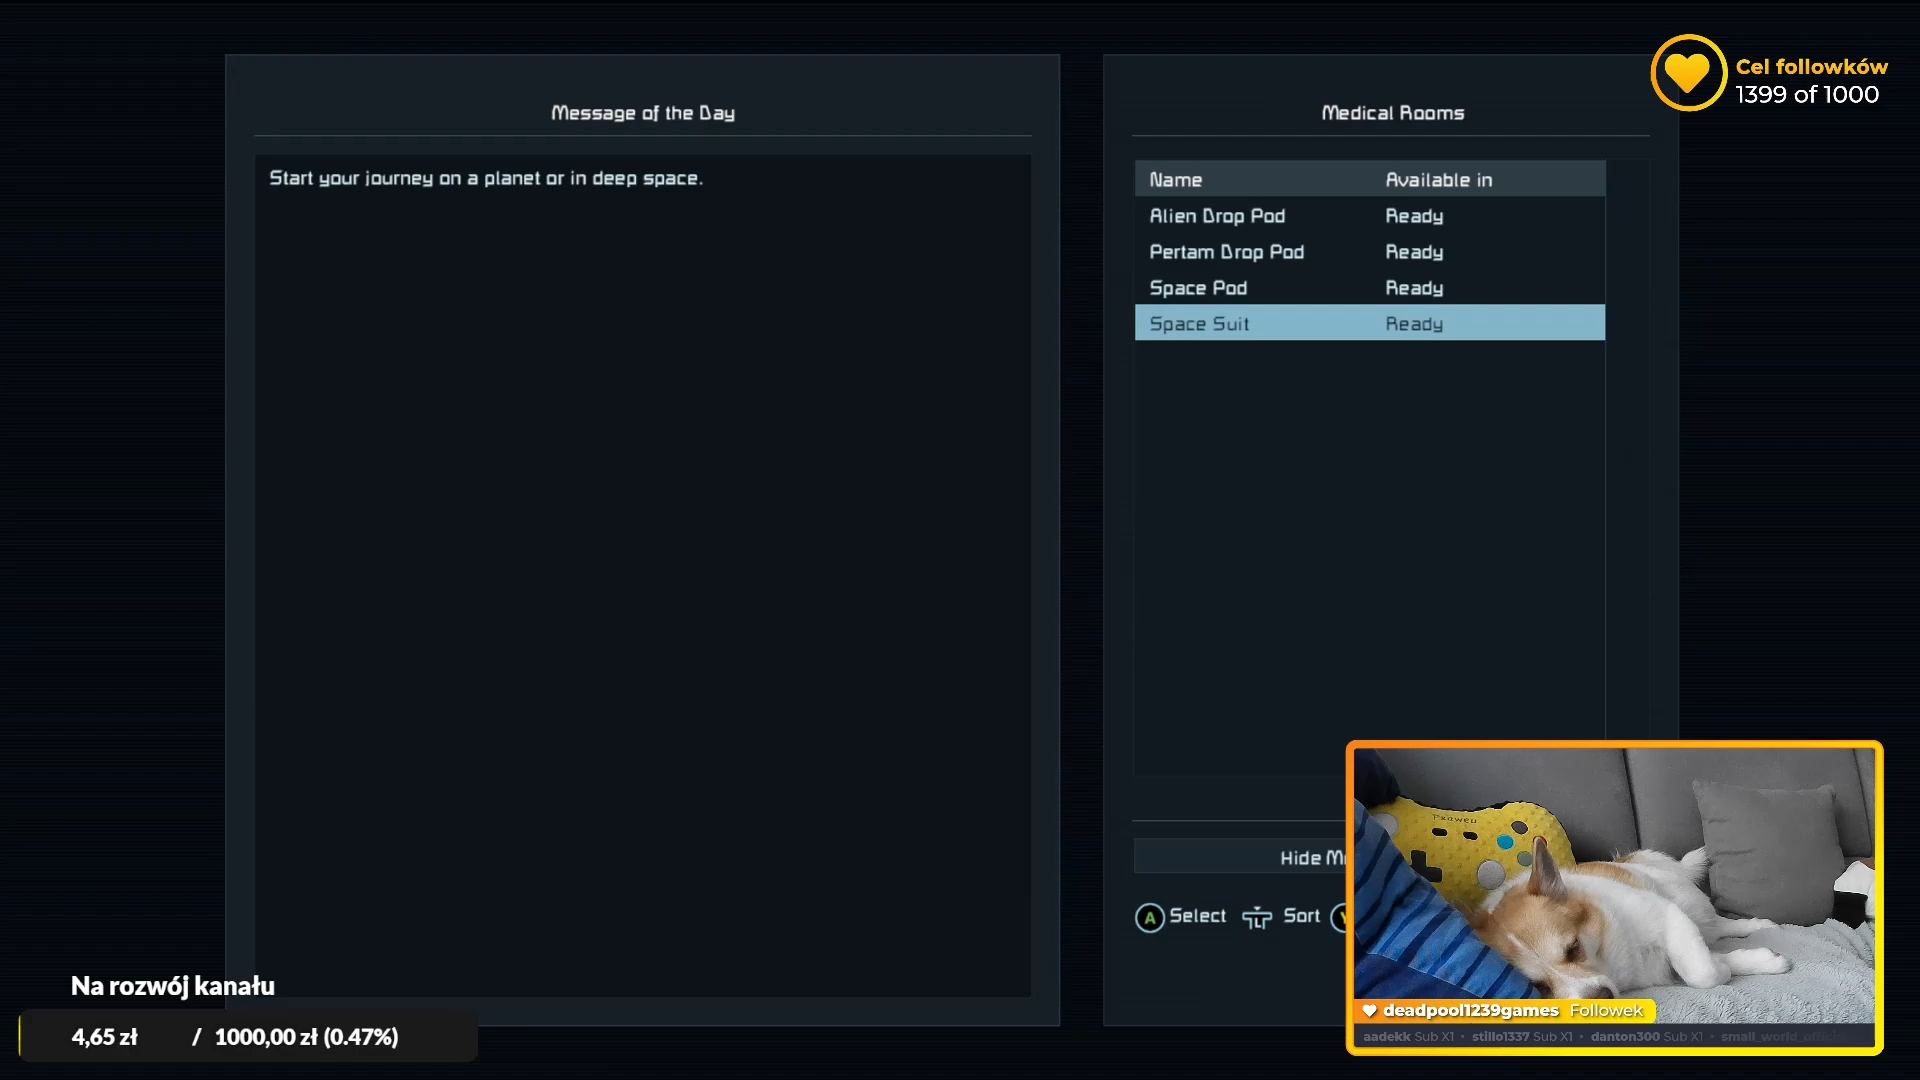 Cel followków
1399 of 1000
Message of the Day
Start your journey on a planet or in deep space.
Medical Rooms
Name Available in
Alien Drop Pod Ready
Pertam Drop Pod Ready
Space Pod Ready
Space Suit Ready
Hide
A Select Sort Y
Na rozwój kanału
4,65 zł / 1000,00 zł (0.47%)
deadpool1239games Followek
aadekk Sub X1 • stillo1337 Sub X1 • danton300 Sub X1 •